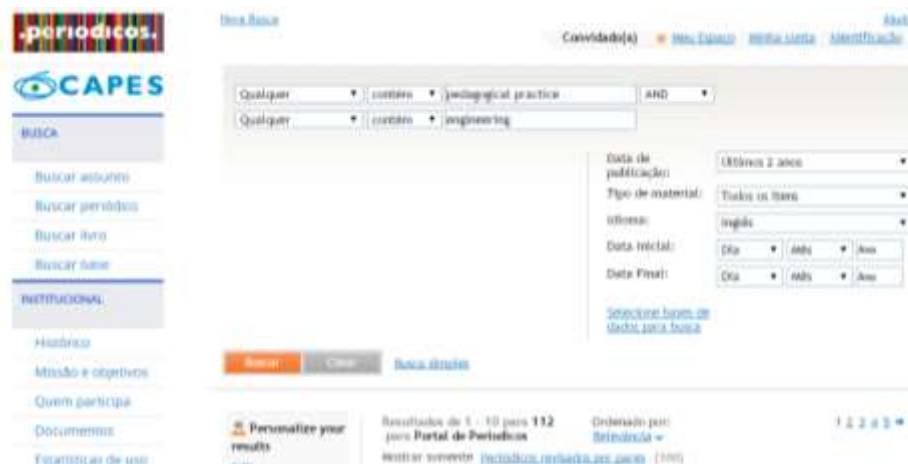 .periodicos.
CAPES
BUSCA
Buscar assunto
Buscar periódico
Buscar livro
Buscar base
INSTITUCIONAL
Histórico
Missão e objetivos
Quem participa
Documentos
Estatísticas de uso
Nova Busca
Convidado(a) Meu Espaço Minha conta Identificação
Qualquer contém pedagogical practice AND
Qualquer contém engineering
Data de publicação: Últimos 2 anos
Tipo de material: Todos os itens
Idioma: Inglês
Data Inicial: Dia Mês Ano
Data Final: Dia Mês Ano
Selecione bases de
dados para busca
Buscar Busca simples
Personalize your
results
Resultados de 1 - 10 para 112
para Portal de Periodicos
Mostrar somente Periódicos revisados por pares (100)
Ordenado por:
Relevância
1 2 3 4 5